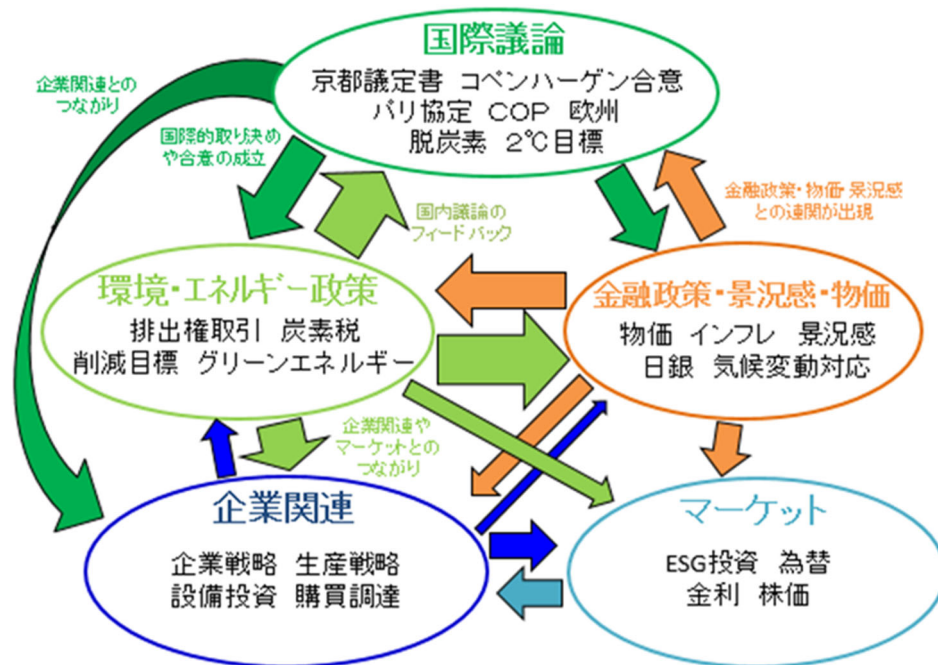 国際議論
京都議定書 コペンハーゲン合意
パリ協定 COP 欧州
脱炭素 2℃目標
企業関連との
つながり
国際的取り決め
や合意の成立
国内議論の
フィードバック
金融政策・物価・景況感
との連関が出現
環境・エネルギー政策
排出権取引 炭素税
削減目標 グリーンエネルギー
金融政策・景況感・物価
物価 インフレ 景況感
日銀 気候変動対応
企業関連や
マーケットとの
つながり
企業関連
企業戦略 生産戦略
設備投資 購買調達
マーケット
ESG投資 為替
金利 株価